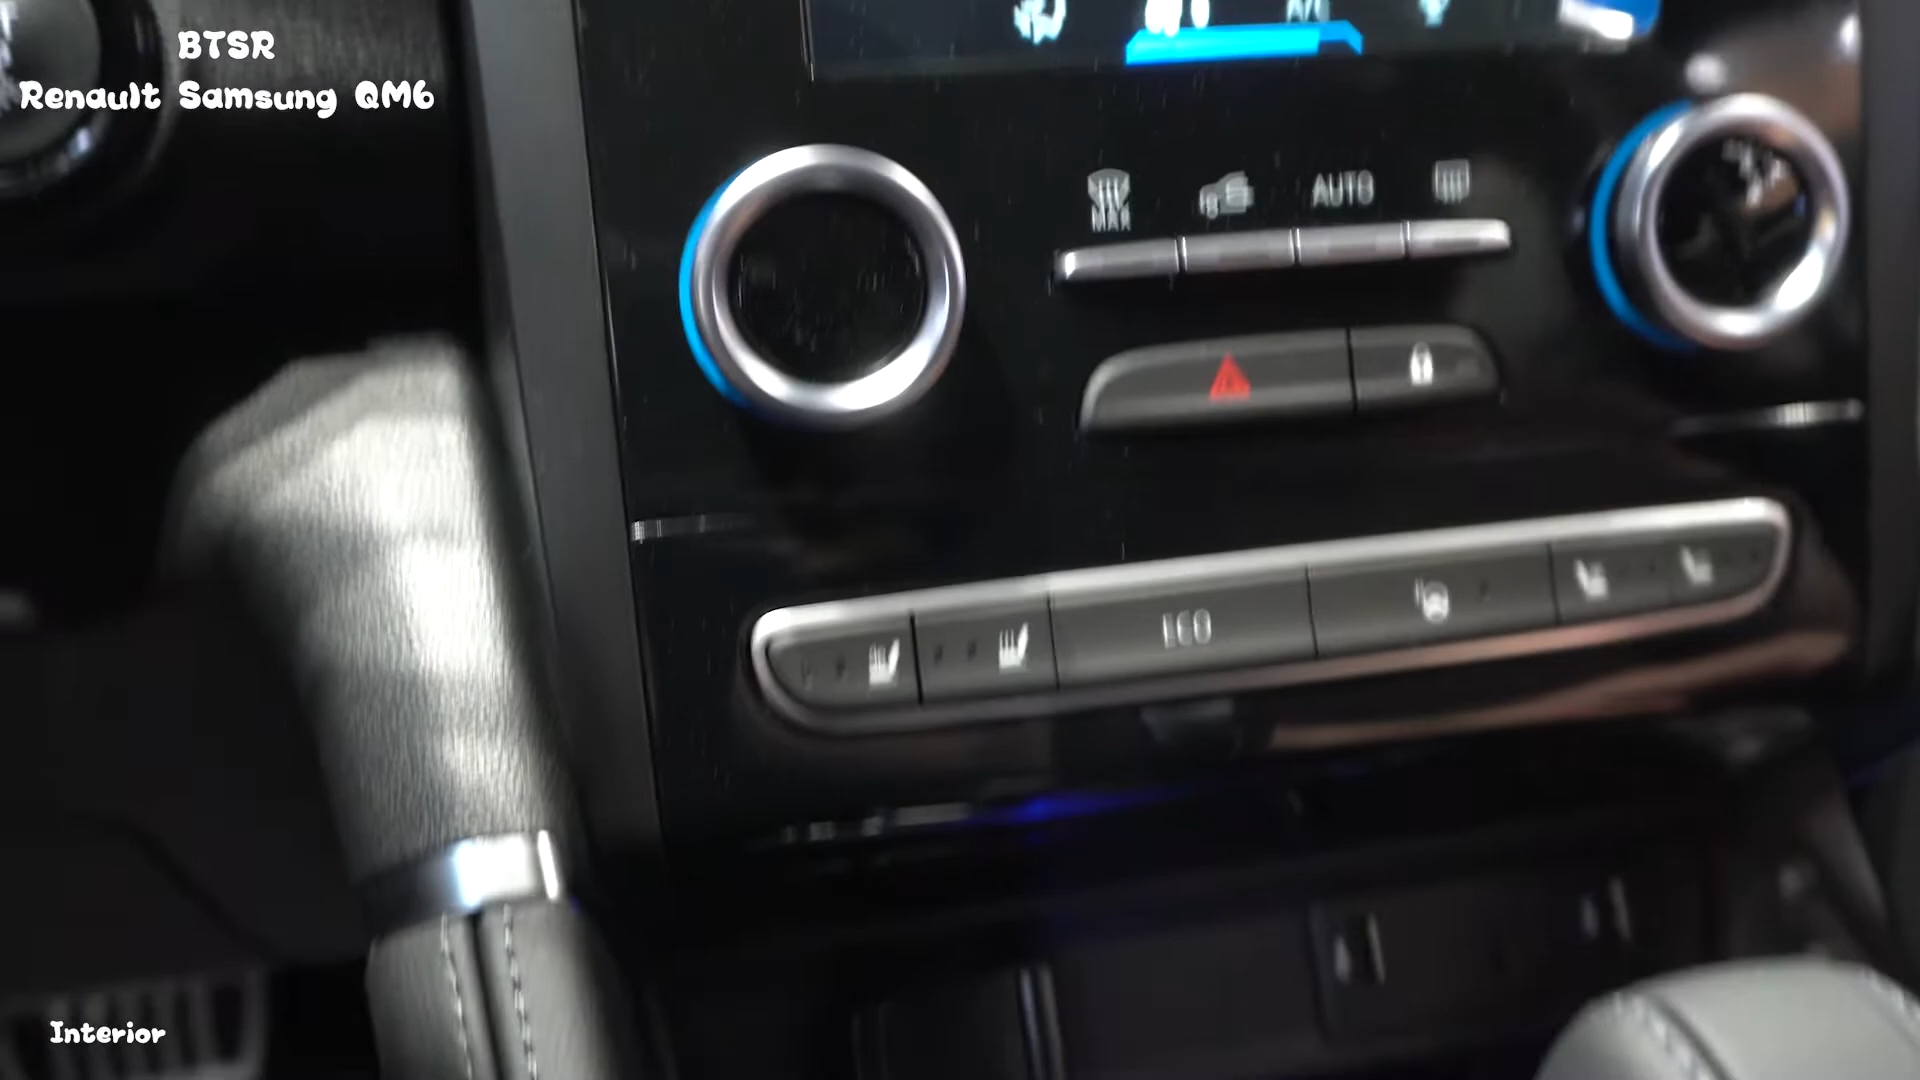 BTSR
Renault Samsung QM6
MAX
AUTO
ECO
Interior